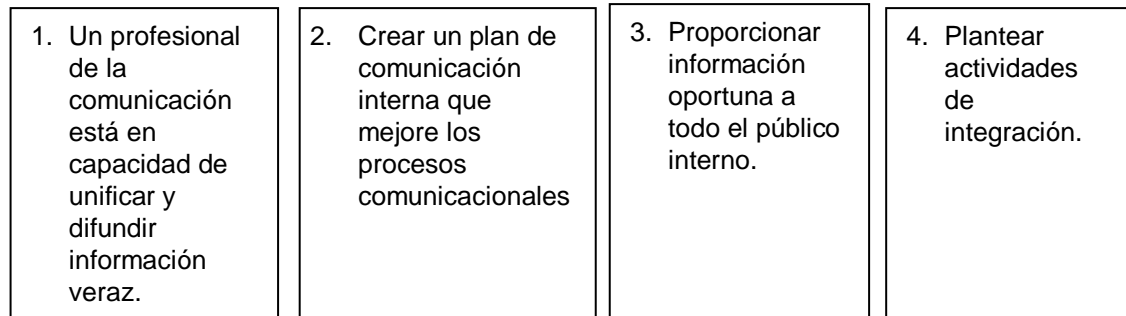 1. Un profesional
de la
comunicación
está en
capacidad de
unificar y
difundir
información
veraz.
2. Crear un plan de
comunicación
interna que
mejore los
procesos
comunicacionales
3. Proporcionar
información
oportuna a
todo el público
interno.
4. Plantear
actividades
de
integración.